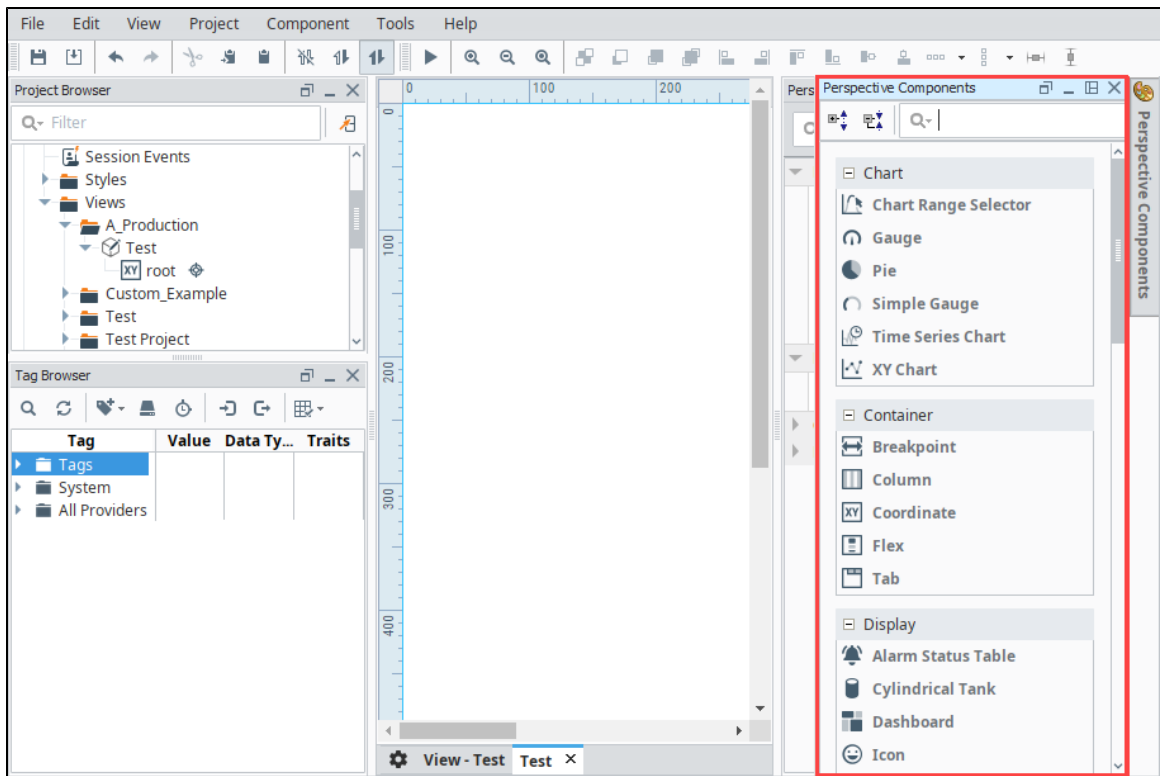 File Edit View Project Component Tools Help
Project Browser
Filter
Session Events
Styles
Views
A_Production
Test
XY root
Custom_Example
Test
Test Project
Tag Browser
Tag Value Data Ty... Traits
Tags
System
All Providers
0 100 200
0
100
200
300
400
View - Test Test
Pers
Perspective Components
Chart
Chart Range Selector
Gauge
Pie
Simple Gauge
Time Series Chart
XY Chart
Container
Breakpoint
Column
XY Coordinate
Flex
Tab
Display
Alarm Status Table
Cylindrical Tank
Dashboard
Icon
Perspective Components